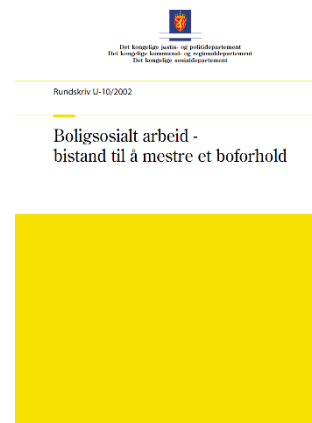 Det kongelige justis- og politidepartement
Det kongelige kommunal- og regionaldepartement
Det kongelige sosialdepartement
Rundskriv U-10/2002
Boligsosialt arbeid -
bistand til å mestre et boforhold